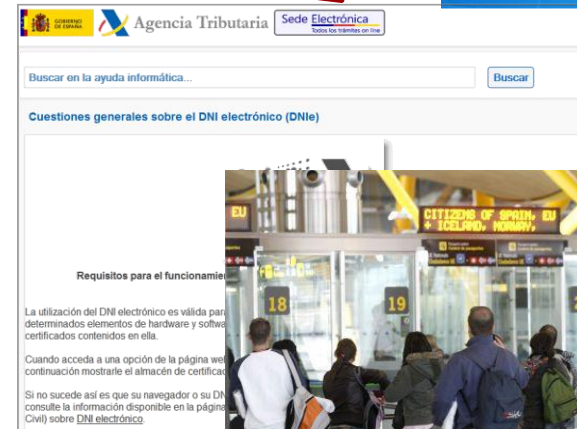 GOBIERNO DE ESPAÑA
Agencia Tributaria
Sede Electrónica
Todos los trámites on line
Buscar en la ayuda informática...
Buscar
Cuestiones generales sobre el DNI electrónico (DNIe)
Requisitos para el funcionamie
La utilización del DNI electrónico es válida para
determinados elementos de hardware y softwa
certificados contenidos en ella.
Cuando acceda a una opción de la página web
continuación mostrarle el almacén de certificad
Si no sucede así es que su navegador o su DN
consulte la información disponible en la página
Civil) sobre DNI electrónico.
EU
CITIZENS OF SPAIN, EU
+ ICELAND, NORWAY,
18
19